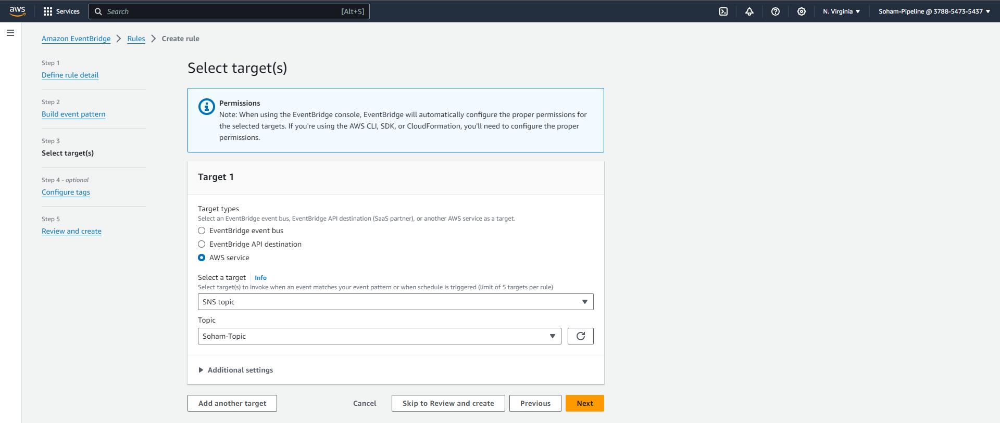 aws
Services
Search [Alt+S]
N. Virginia
Soham-Pipeline @ 3788-5473-5437
Amazon EventBridge
Rules
Create rule
Step 1
Define rule detail
Step 2
Build event pattern
Step 3
Select target(s)
Step 4 - optional
Configure tags
Step 5
Review and create
Select target(s)
Permissions
Note: When using the EventBridge console, EventBridge will automatically configure the proper permissions for
the selected targets. If you're using the AWS CLI, SDK, or CloudFormation, you'll need to configure the proper
permissions.
Target 1
Target types
Select an EventBridge event bus, EventBridge API destination (SaaS partner), or another AWS service as a target.
EventBridge event bus
EventBridge API destination
AWS service
Select a target Info
Select target(s) to invoke when an event matches your event pattern or when schedule is triggered (limit of 5 targets per rule)
SNS topic
Topic
Soham-Topic
Additional settings
Add another target
Cancel
Skip to Review and create
Previous
Next